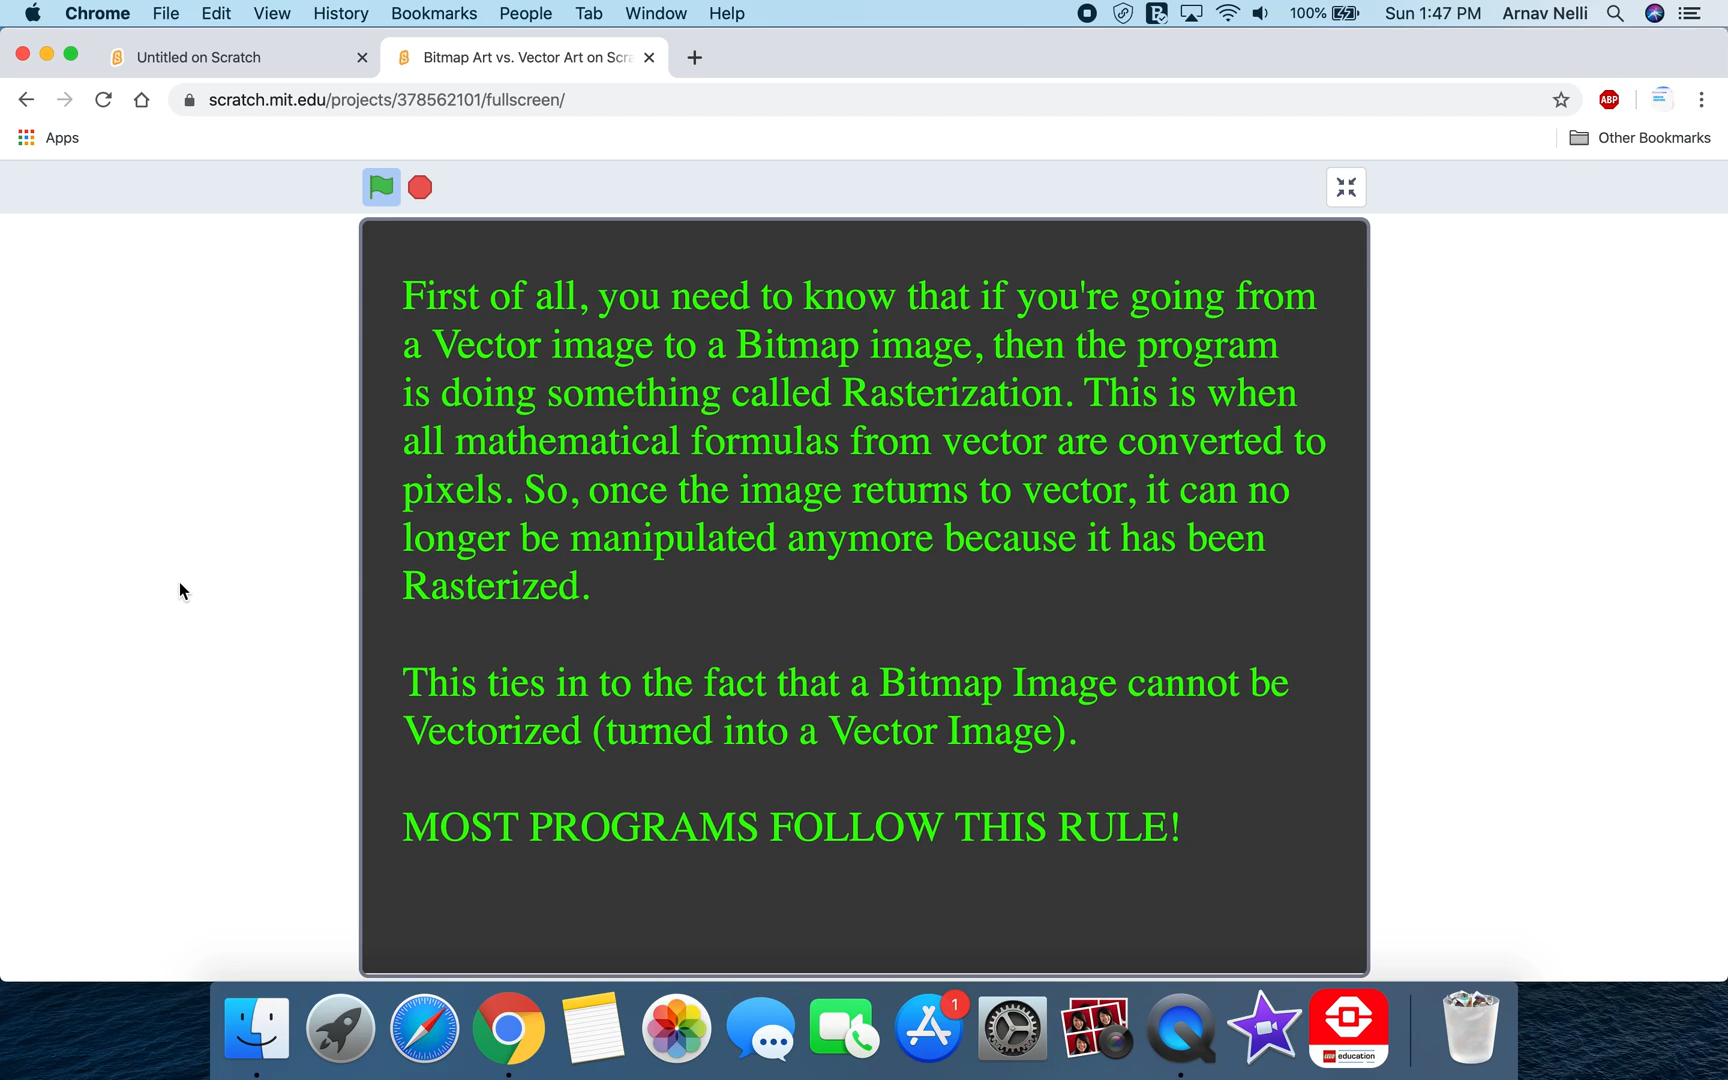 Chrome File Edit View History Bookmarks People Tab Window Help 100% Sun 1:47 PM Arnav Nelli
Untitled on Scratch Bitmap Art vs. Vector Art on Scra
scratch.mit.edu/projects/378562101/fullscreen/ ABP
Apps Other Bookmarks
First of all, you need to know that if you're going from
a Vector image to a Bitmap image, then the program
is doing something called Rasterization. This is when
all mathematical formulas from vector are converted to
pixels. So, once the image returns to vector, it can no
longer be manipulated anymore because it has been
Rasterized.
This ties in to the fact that a Bitmap Image cannot be
Vectorized (turned into a Vector Image).
MOST PROGRAMS FOLLOW THIS RULE!
1
education